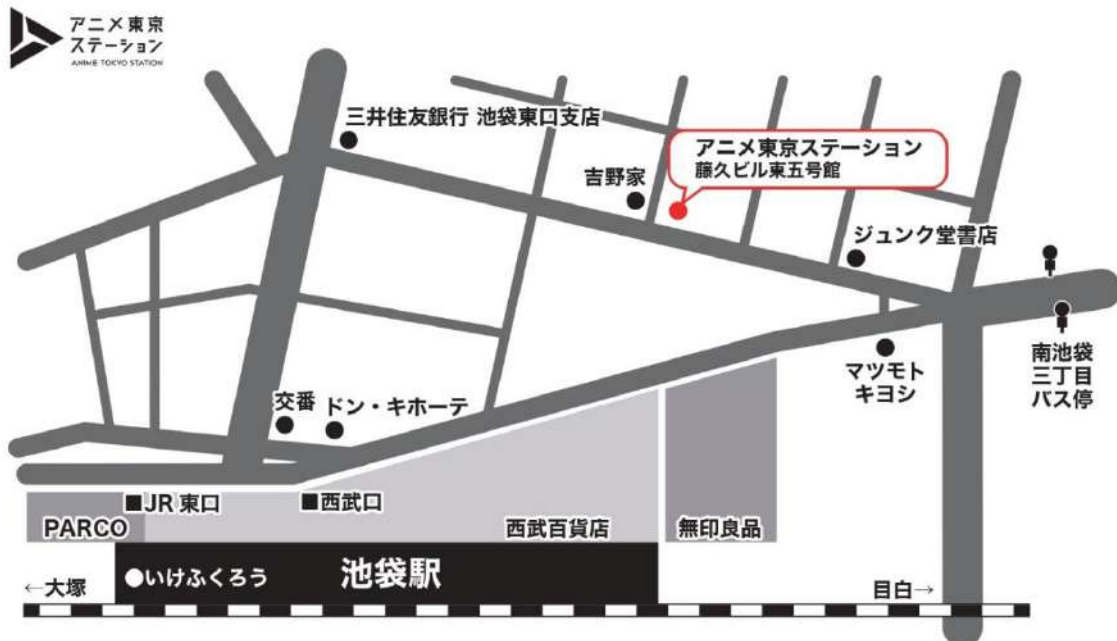 アニメ東京
ステーション
ANIME TOKYO STATION
三井住友銀行 池袋東口支店
アニメ東京ステーション
藤久ビル東五号館
吉野家
ジュンク堂書店
マツモト
キヨシ
南池袋
三丁目
バス停
交番
ドン・キホーテ
■JR 東口
■西武口
PARCO
西武百貨店
無印良品
●いけふくろう
池袋駅
←大塚
目白→